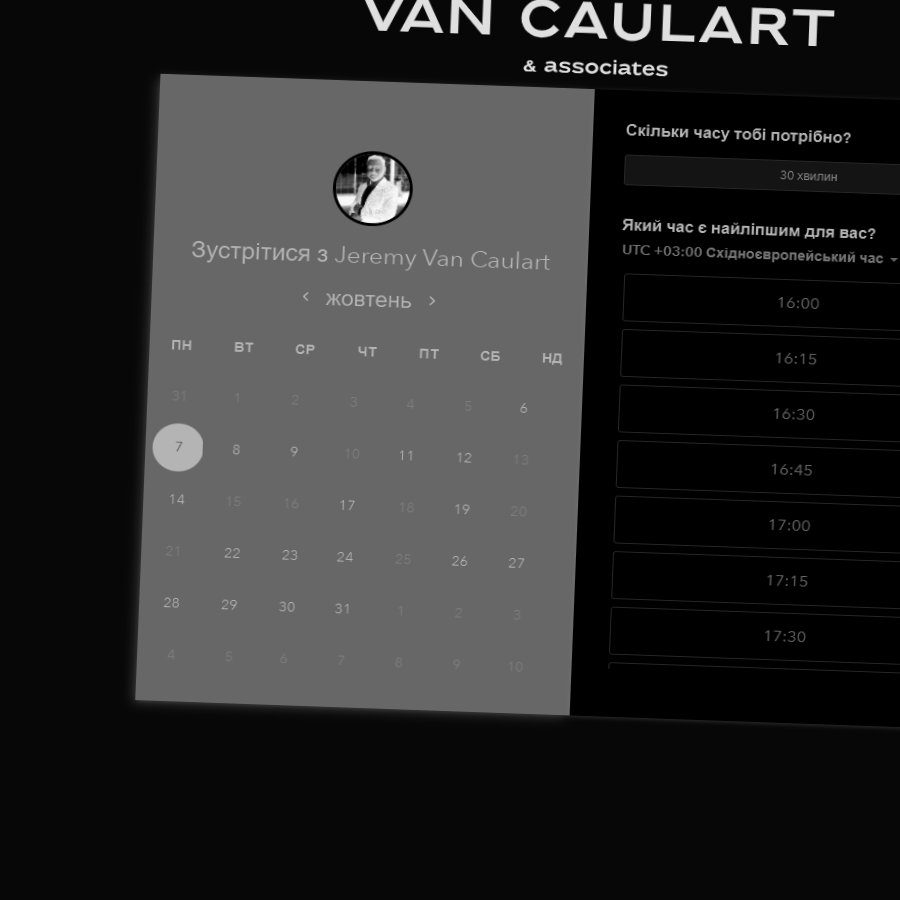 VAN CAULART
& associates
Зустрітися з Jeremy Van Caulart
жовтень
ПН ВТ СР ЧТ ПТ СБ НД
31 1 2 3 4 5 6
7 8 9 10 11 12 13
14 15 16 17 18 19 20
21 22 23 24 25 26 27
28 29 30 31 1 2 3
4 5 6 7 8 9 10
Скільки часу тобі потрібно?
30 хвилин
Який час є найліпшим для вас?
UTC +03:00 Східноєвропейський час
16:00
16:15
16:30
16:45
17:00
17:15
17:30